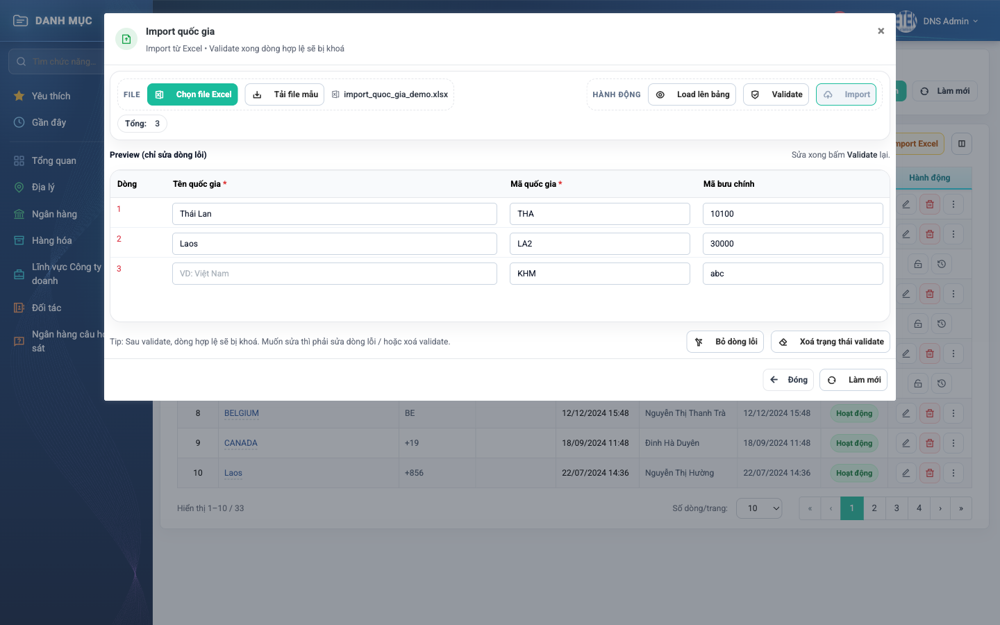 DANH MỤC
DNS Admin
Tìm chức năng...
Yêu thích
Gần đây
Tổng quan
Địa lý
Ngân hàng
Hàng hóa
Lĩnh vực Công ty
doanh
Đối tác
Ngân hàng câu h
sát
Import quốc gia
Import từ Excel • Validate xong dòng hợp lệ sẽ bị khoá
×
FILE Chọn file Excel Tải file mẫu import_quoc_gia_demo.xlsx HÀNH ĐỘNG Load lên bảng Validate Import
Tổng: 3
Làm mới
Preview (chỉ sửa dòng lỗi) Sửa xong bấm Validate lại.
mport Excel
Dòng Tên quốc gia * Mã quốc gia * Mã bưu chính
Hành động
1 Thái Lan THA 10100
2 Laos LA2 30000
3 VD: Việt Nam KHM abc
Tip: Sau validate, dòng hợp lệ sẽ bị khoá. Muốn sửa thì phải sửa dòng lỗi / hoặc xoá validate. Bỏ dòng lỗi Xoá trạng thái validate
Đóng Làm mới
8 BELGIUM BE 12/12/2024 15:48 Nguyễn Thị Thanh Trà 12/12/2024 15:48 Hoạt động
9 CANADA +19 18/09/2024 11:48 Đinh Hà Duyên 18/09/2024 11:48 Hoạt động
10 Laos +856 22/07/2024 14:36 Nguyễn Thị Hường 22/07/2024 14:36 Hoạt động
Hiển thị 1–10 / 33 Số dòng/trang: 10 « ‹ 1 2 3 4 › »